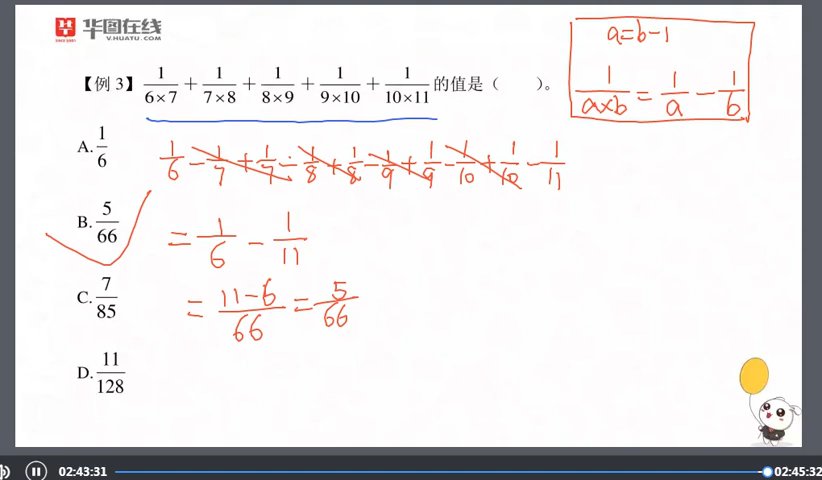 华图在线
V.HUATU.COM
a=b-1
1/(a×b) = 1/a - 1/b
【例 3】1/(6×7) + 1/(7×8) + 1/(8×9) + 1/(9×10) + 1/(10×11) 的值是（ ）。
A. 1/6
1/6 - 1/7 + 1/7 - 1/8 + 1/8 - 1/9 + 1/9 - 1/10 + 1/10 - 1/11
B. 5/66
= 1/6 - 1/11
C. 7/85
= (11-6)/66 = 5/66
D. 11/128
02:43:31
02:45:32